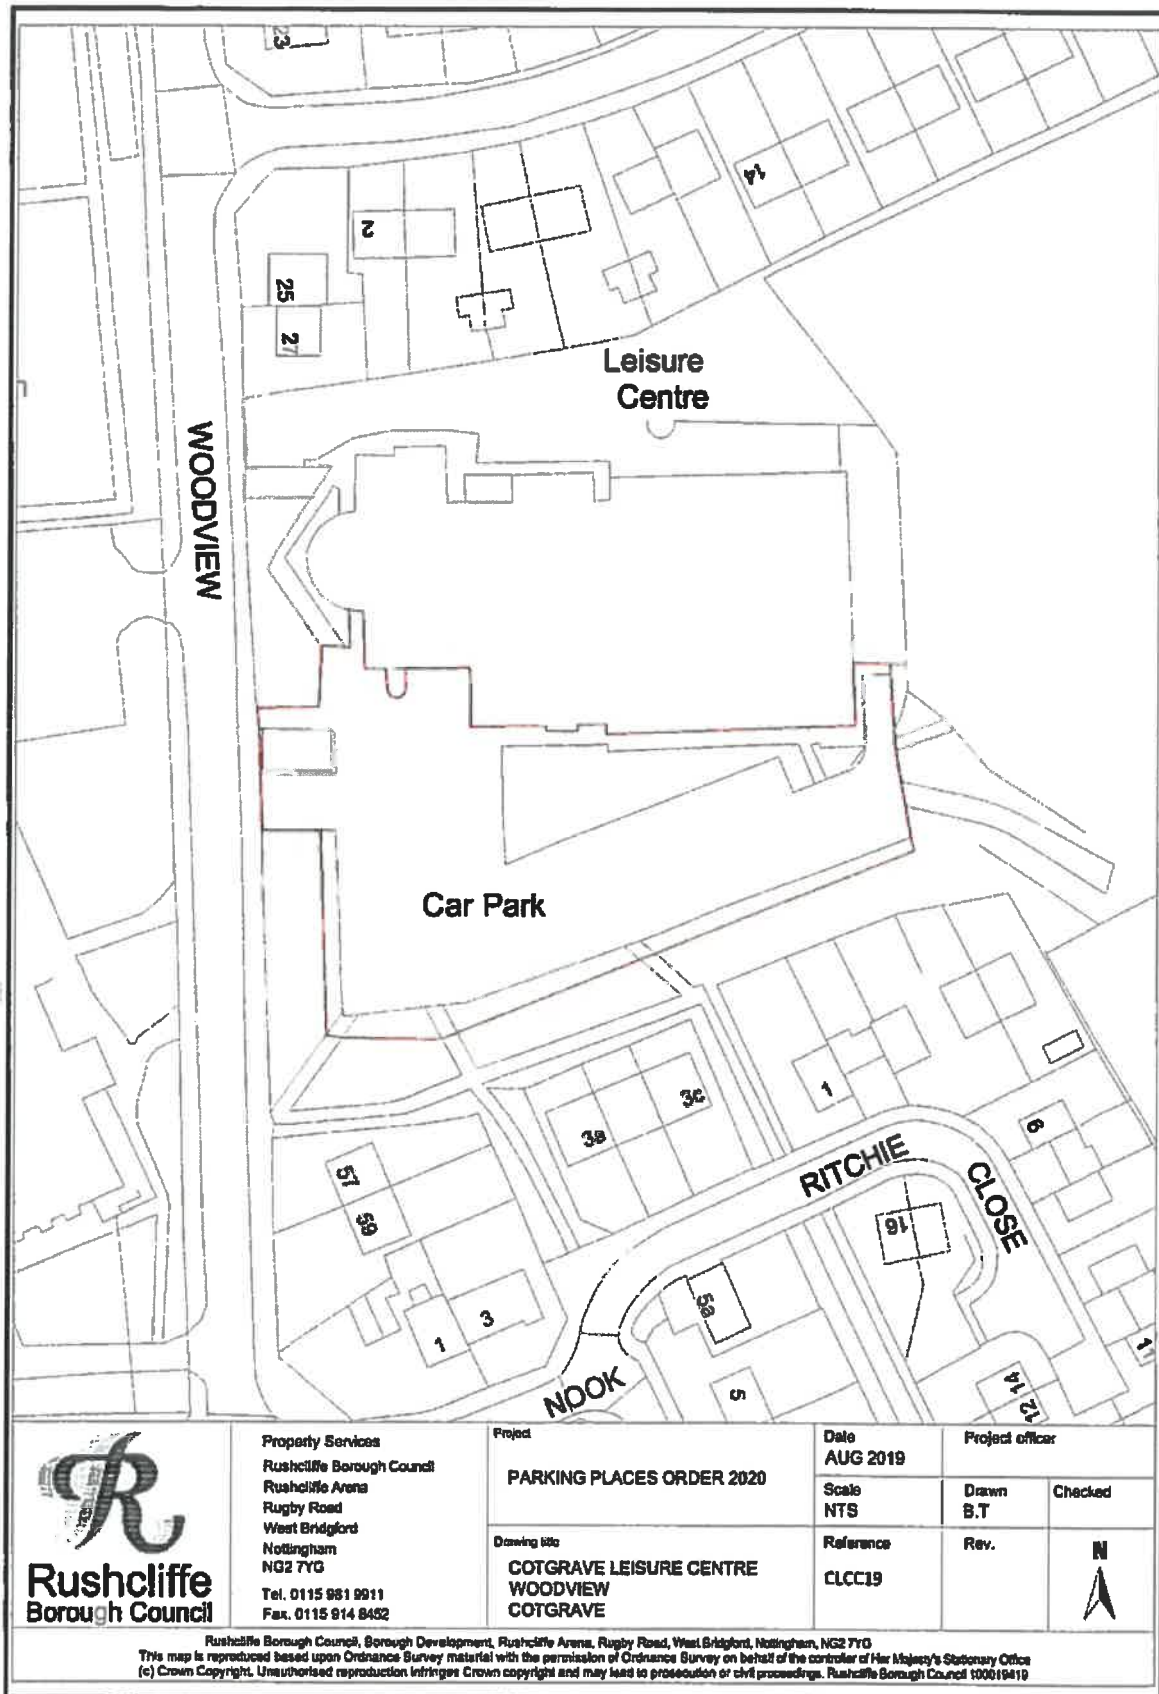 23
14
2
25
27
Leisure
Centre
WOODVIEW
Car Park
1
3c
3a
6
RITCHIE
CLOSE
57
59
16
5a
3
1
NOOK
5
12 14
11
Property Services
Rushcliffe Borough Council
Rushcliffe Arena
Rugby Road
West Bridgford
Nottingham
NG2 7YG
Tel. 0115 981 9911
Fax. 0115 914 8452
Rushcliffe
Borough Council
Project
PARKING PLACES ORDER 2020
Drawing title
COTGRAVE LEISURE CENTRE
WOODVIEW
COTGRAVE
Date
AUG 2019
Project officer
Scale
NTS
Drawn
B.T
Checked
Reference
CLCC19
Rev.
N
Rushcliffe Borough Council, Borough Development, Rushcliffe Arena, Rugby Road, West Bridgford, Nottingham, NG2 7YG
This map is reproduced based upon Ordnance Survey material with the permission of Ordnance Survey on behalf of the controller of Her Majesty's Stationary Office
(c) Crown Copyright. Unauthorised reproduction infringes Crown copyright and may lead to prosecution or civil proceedings. Rushcliffe Borough Council 100019419